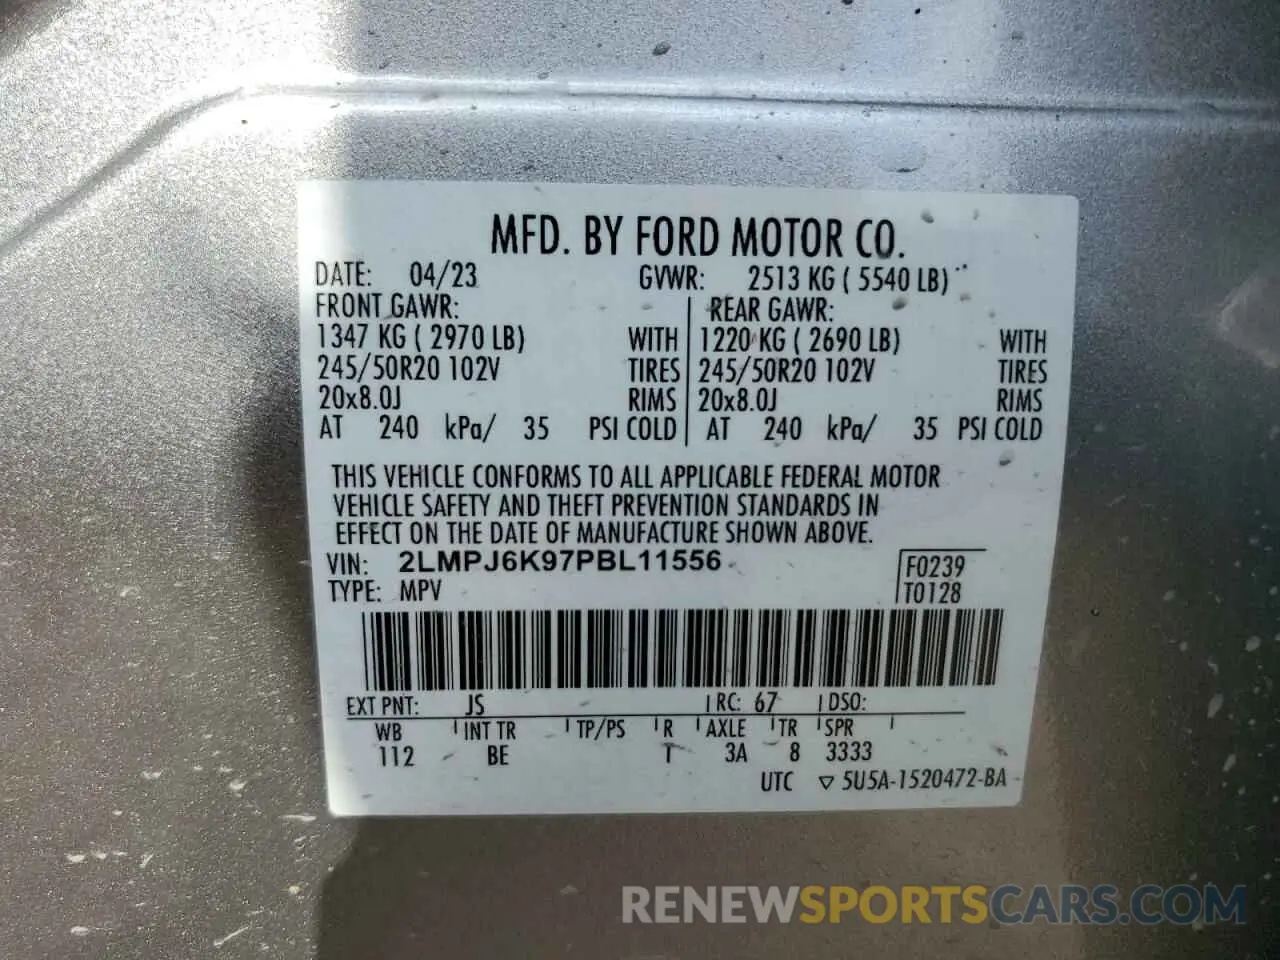 MFD. BY FORD MOTOR CO.
DATE: 04/23 GVWR: 2513 KG ( 5540 LB)
FRONT GAWR: REAR GAWR:
1347 KG ( 2970 LB) WITH 1220 KG ( 2690 LB) WITH
245/50R20 102V TIRES 245/50R20 102V TIRES
20x8.0J RIMS 20x8.0J RIMS
AT 240 kPa/ 35 PSI COLD AT 240 kPa/ 35 PSI COLD
THIS VEHICLE CONFORMS TO ALL APPLICABLE FEDERAL MOTOR
VEHICLE SAFETY AND THEFT PREVENTION STANDARDS IN
EFFECT ON THE DATE OF MANUFACTURE SHOWN ABOVE.
VIN: 2LMPJ6K97PBL11556 F0239
TYPE: MPV T0128
EXT PNT: JS RC: 67 DSO:
WB INT TR TP/PS R AXLE TR SPR
112 BE T 3A 8 3333
UTC ▽ 5U5A-1520472-BA
RENEWSPORTSCARS.COM